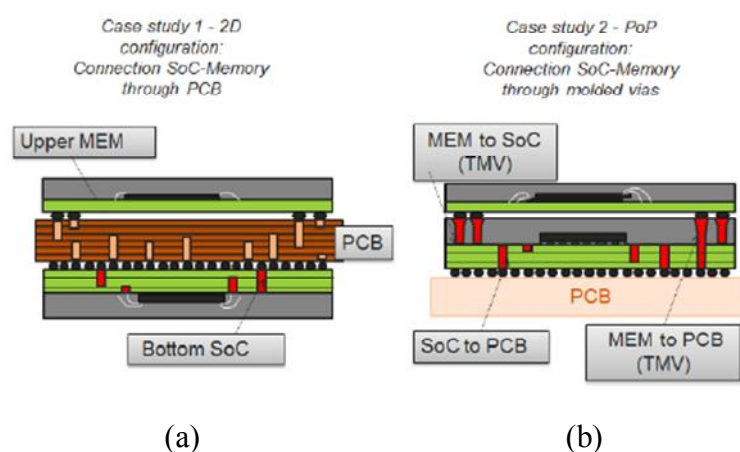 Case study 1 - 2D
configuration:
Connection SoC-Memory
through PCB
Case study 2 - PoP
configuration:
Connection SoC-Memory
through molded vias
Upper MEM
MEM to SoC
(TMV)
PCB
PCB
Bottom SoC
SoC to PCB
MEM to PCB
(TMV)
(a)
(b)